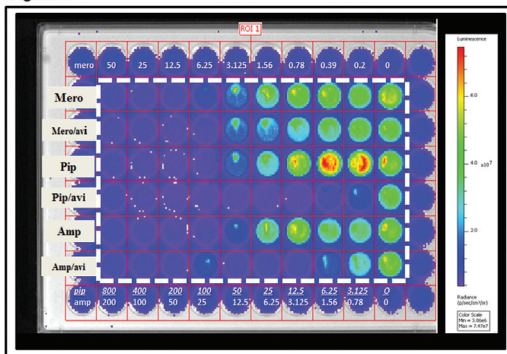 ROI 1
mero 50 25 12.5 6.25 3.125 1.56 0.78 0.39 0.2 0
Mero
Mero/avi
Pip
Pip/avi
Amp
Amp/avi
pip 800 400 200 100 50 25 12.5 6.25 3.125 0
amp 200 100 50 25 12.5 6.25 3.125 1.56 0.78 0
Luminescence
6.0
4.0 x10⁷
2.0
Radiance
(p/sec/cm²/sr)
Color Scale
Min = 3.06e6
Max = 7.47e7